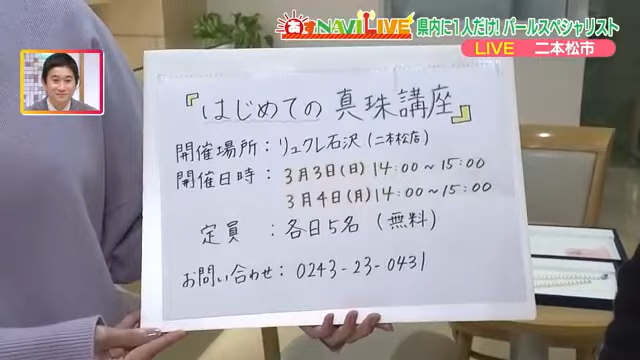 あすNAVI LIVE
県内に1人だけ!パールスペシャリスト
LIVE 二本松市
『はじめての 真珠講座』
開催場所:リュクレ石沢(二本松店)
開催日時:3月3日(日)14:00~15:00
3月4日(月)14:00~15:00
定員 :各日5名(無料)
お問い合わせ:0243-23-0431